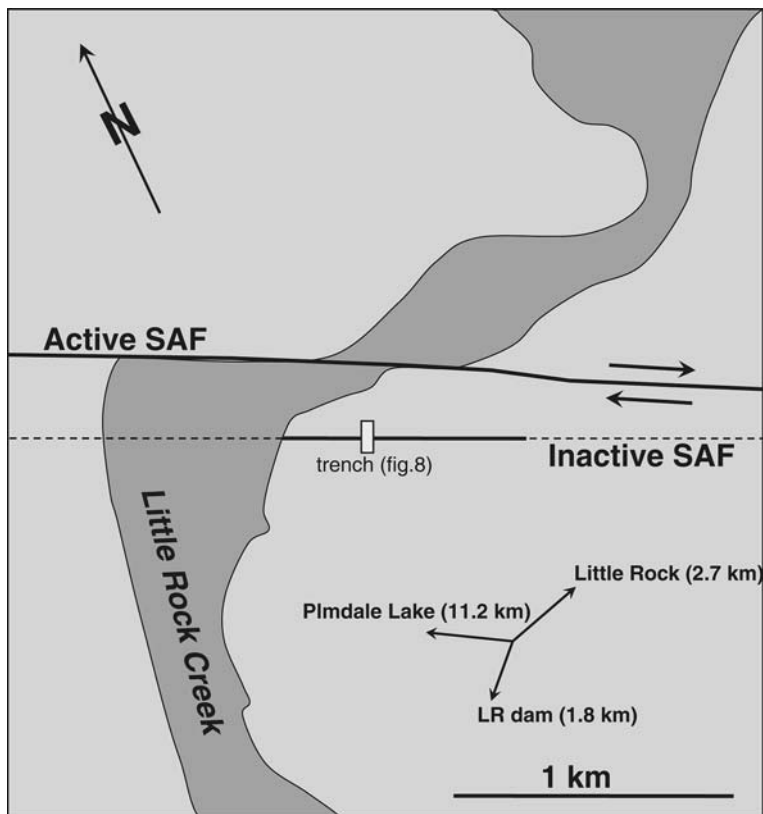 N
Active SAF
Inactive SAF
trench (fig.8)
Little Rock Creek
Little Rock (2.7 km)
Plmdale Lake (11.2 km)
LR dam (1.8 km)
1 km